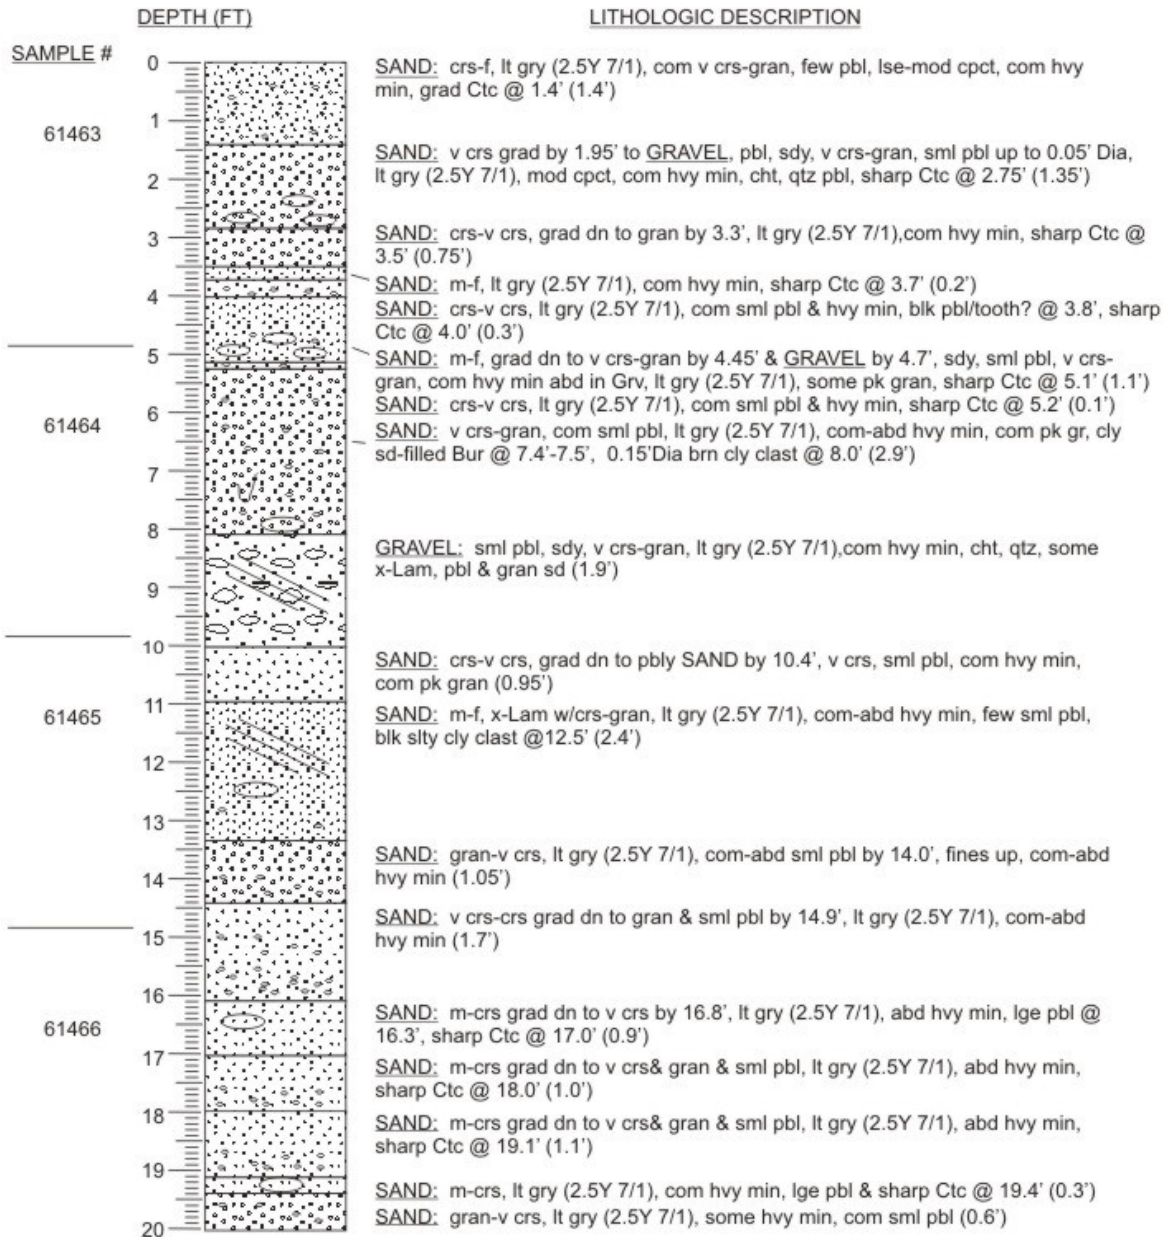 DEPTH (FT)
LITHOLOGIC DESCRIPTION
SAMPLE #
0
SAND: crs-f, lt gry (2.5Y 7/1), com v crs-gran, few pbl, lse-mod cpct, com hvy
min, grad Ctc @ 1.4’ (1.4’)
1
61463
SAND: v crs grad by 1.95’ to GRAVEL, pbl, sdy, v crs-gran, sml pbl up to 0.05’ Dia,
lt gry (2.5Y 7/1), mod cpct, com hvy min, cht, qtz pbl, sharp Ctc @ 2.75’ (1.35’)
2
3
SAND: crs-v crs, grad dn to gran by 3.3’, lt gry (2.5Y 7/1),com hvy min, sharp Ctc @
3.5’ (0.75’)
SAND: m-f, lt gry (2.5Y 7/1), com hvy min, sharp Ctc @ 3.7’ (0.2’)
4
SAND: crs-v crs, lt gry (2.5Y 7/1), com sml pbl & hvy min, blk pbl/tooth? @ 3.8’, sharp
Ctc @ 4.0’ (0.3’)
5
SAND: m-f, grad dn to v crs-gran by 4.45’ & GRAVEL by 4.7’, sdy, sml pbl, v crs-
gran, com hvy min abd in Grv, lt gry (2.5Y 7/1), some pk gran, sharp Ctc @ 5.1’ (1.1’)
SAND: crs-v crs, lt gry (2.5Y 7/1), com sml pbl & hvy min, sharp Ctc @ 5.2’ (0.1’)
6
61464
SAND: v crs-gran, com sml pbl, lt gry (2.5Y 7/1), com-abd hvy min, com pk gr, cly
sd-filled Bur @ 7.4’-7.5’, 0.15’Dia brn cly clast @ 8.0’ (2.9’)
7
8
GRAVEL: sml pbl, sdy, v crs-gran, lt gry (2.5Y 7/1),com hvy min, cht, qtz, some
x-Lam, pbl & gran sd (1.9’)
9
10
SAND: crs-v crs, grad dn to pbly SAND by 10.4’, v crs, sml pbl, com hvy min,
com pk gran (0.95’)
11
61465
SAND: m-f, x-Lam w/crs-gran, lt gry (2.5Y 7/1), com-abd hvy min, few sml pbl,
blk slty cly clast @12.5’ (2.4’)
12
13
SAND: gran-v crs, lt gry (2.5Y 7/1), com-abd sml pbl by 14.0’, fines up, com-abd
hvy min (1.05’)
14
SAND: v crs-crs grad dn to gran & sml pbl by 14.9’, lt gry (2.5Y 7/1), com-abd
hvy min (1.7’)
15
16
61466
SAND: m-crs grad dn to v crs by 16.8’, lt gry (2.5Y 7/1), abd hvy min, lge pbl @
16.3’, sharp Ctc @ 17.0’ (0.9’)
17
SAND: m-crs grad dn to v crs& gran & sml pbl, lt gry (2.5Y 7/1), abd hvy min,
sharp Ctc @ 18.0’ (1.0’)
18
SAND: m-crs grad dn to v crs& gran & sml pbl, lt gry (2.5Y 7/1), abd hvy min,
sharp Ctc @ 19.1’ (1.1’)
19
SAND: m-crs, lt gry (2.5Y 7/1), com hvy min, lge pbl & sharp Ctc @ 19.4’ (0.3’)
SAND: gran-v crs, lt gry (2.5Y 7/1), some hvy min, com sml pbl (0.6’)
20